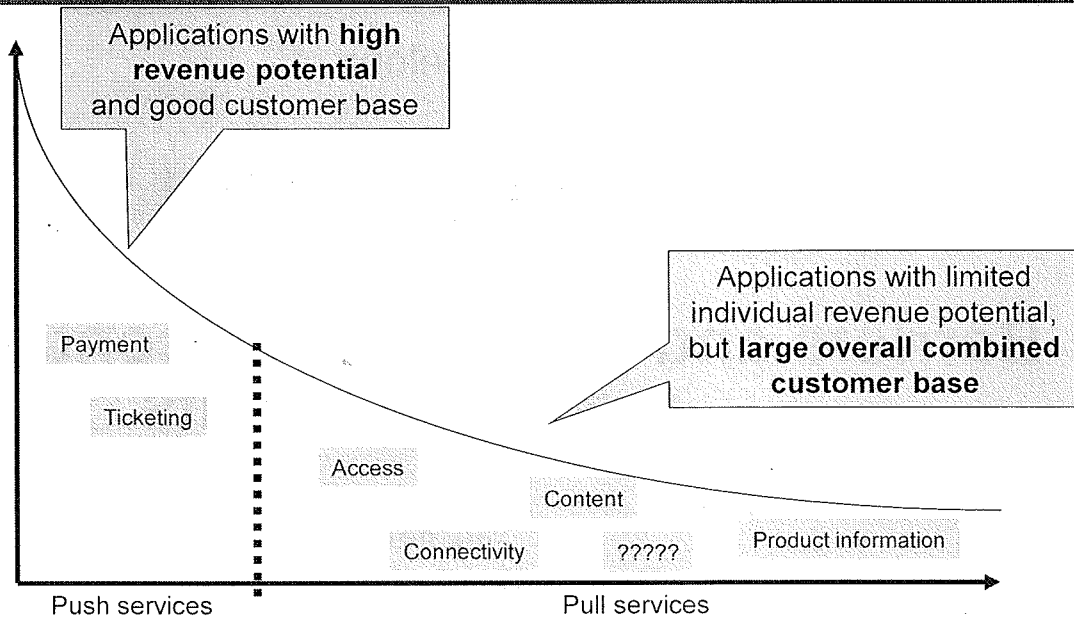 Applications with high
revenue potential
and good customer base
Applications with limited
individual revenue potential,
but large overall combined
customer base
Payment
Ticketing
Access
Content
Connectivity
?????
Product information
Push services
Pull services